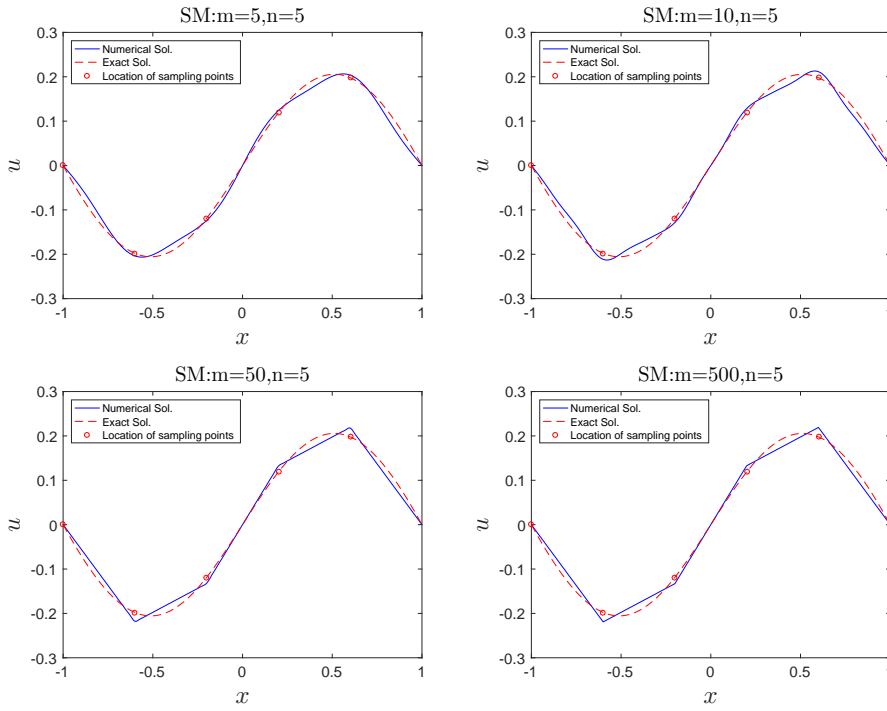 SM:m=5,n=5
0.3
0.2
0.1
0
-0.1
-0.2
-0.3
u
-1
-0.5
0
0.5
1
x
Numerical Sol.
Exact Sol.
Location of sampling points
SM:m=10,n=5
0.3
0.2
0.1
0
-0.1
-0.2
-0.3
u
-1
-0.5
0
0.5
1
x
Numerical Sol.
Exact Sol.
Location of sampling points
SM:m=50,n=5
0.3
0.2
0.1
0
-0.1
-0.2
-0.3
u
-1
-0.5
0
0.5
1
x
Numerical Sol.
Exact Sol.
Location of sampling points
SM:m=500,n=5
0.3
0.2
0.1
0
-0.1
-0.2
-0.3
u
-1
-0.5
0
0.5
1
x
Numerical Sol.
Exact Sol.
Location of sampling points